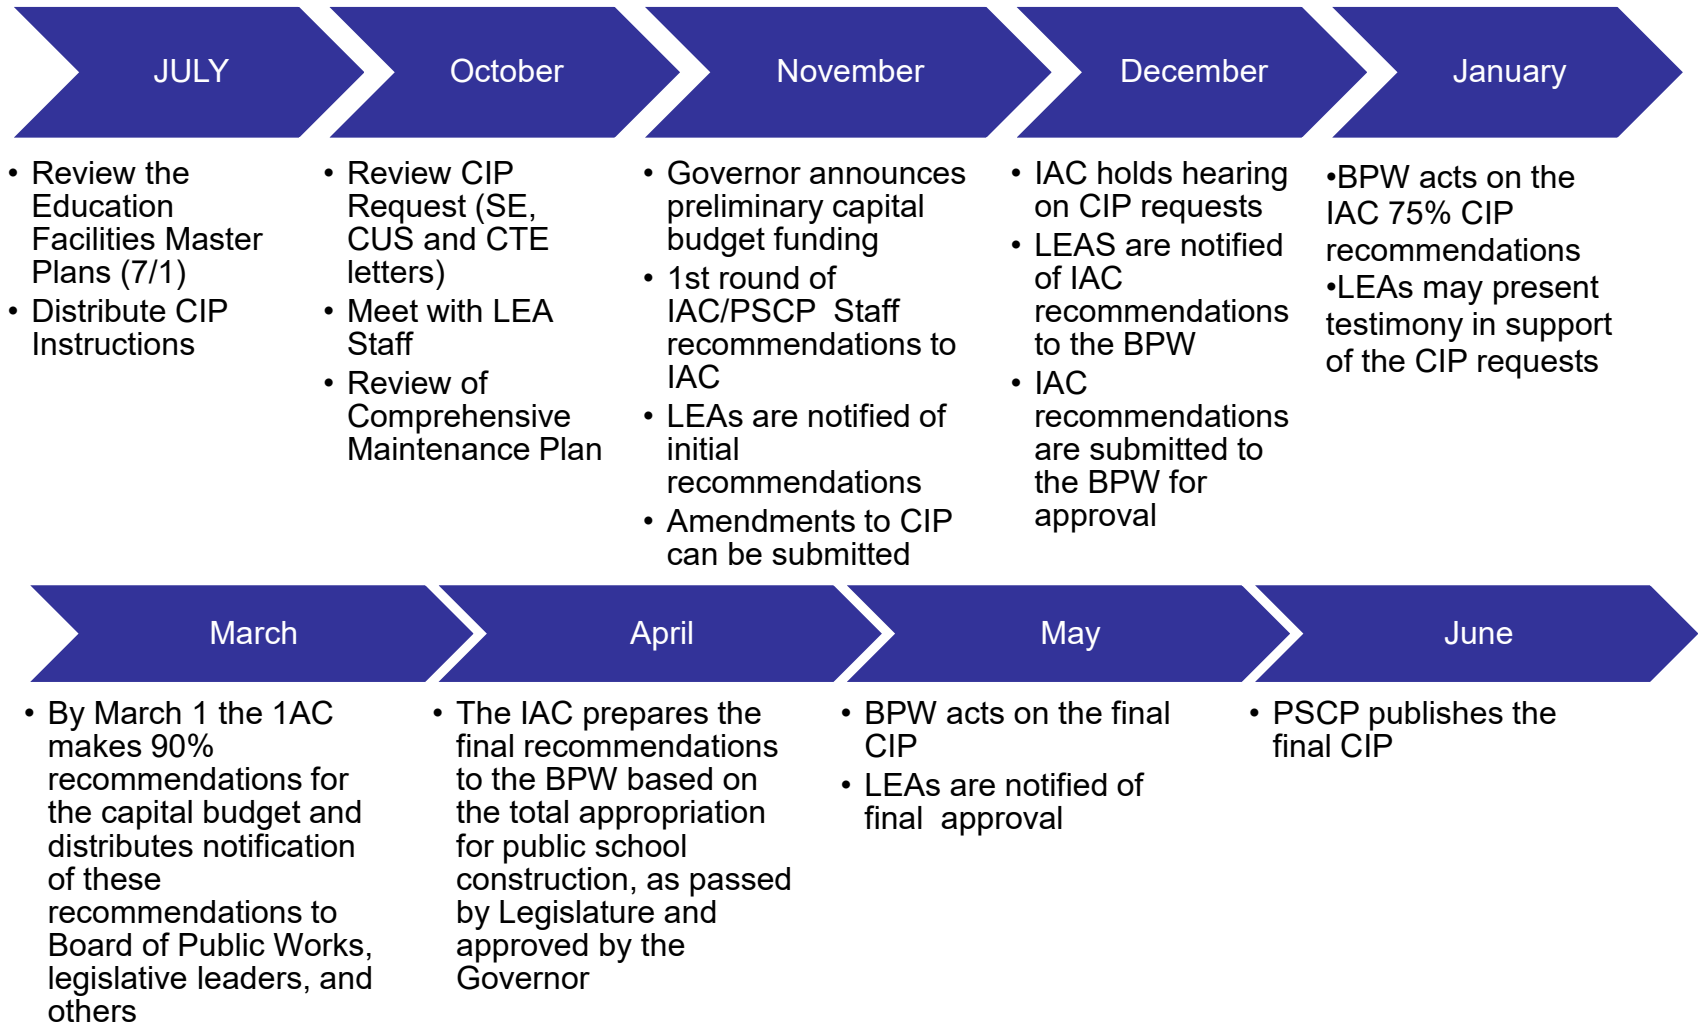 JULY
October
November
December
January
• Review the
Education
Facilities Master
Plans (7/1)
• Distribute CIP
Instructions
• Review CIP
Request (SE,
CUS and CTE
letters)
• Meet with LEA
Staff
• Review of
Comprehensive
Maintenance Plan
• Governor announces
preliminary capital
budget funding
• 1st round of
IAC/PSCP  Staff
recommendations to
IAC
• LEAs are notified of
initial
recommendations
• Amendments to CIP
can be submitted
• IAC holds hearing
on CIP requests
• LEAS are notified
of IAC
recommendations
to the BPW
• IAC
recommendations
are submitted to
the BPW for
approval
•BPW acts on the
IAC 75% CIP
recommendations
•LEAs may present
testimony in support
of the CIP requests
March
April
May
June
• By March 1 the 1AC
makes 90%
recommendations for
the capital budget and
distributes notification
of these
recommendations to
Board of Public Works,
legislative leaders, and
others
• The IAC prepares the
final recommendations
to the BPW based on
the total appropriation
for public school
construction, as passed
by Legislature and
approved by the
Governor
• BPW acts on the final
CIP
• LEAs are notified of
final  approval
• PSCP publishes the
final CIP